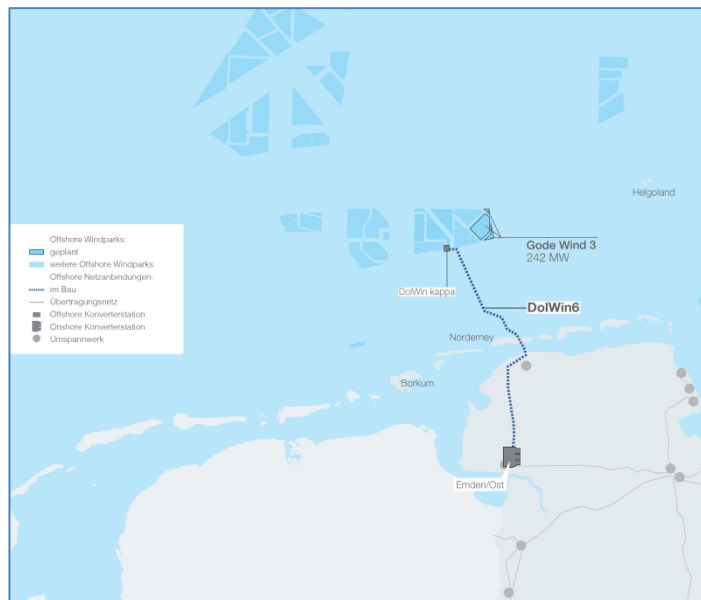 Helgoland
Gode Wind 3
242 MW
DolWin kappa
DolWin6
Norderney
Borkum
Emden/Ost
Offshore Windparks:
geplant
weitere Offshore Windparks
Offshore Netzanbindungen:
im Bau
Übertragungsnetz
Offshore Konverterstation
Onshore Konverterstation
Umspannwerk